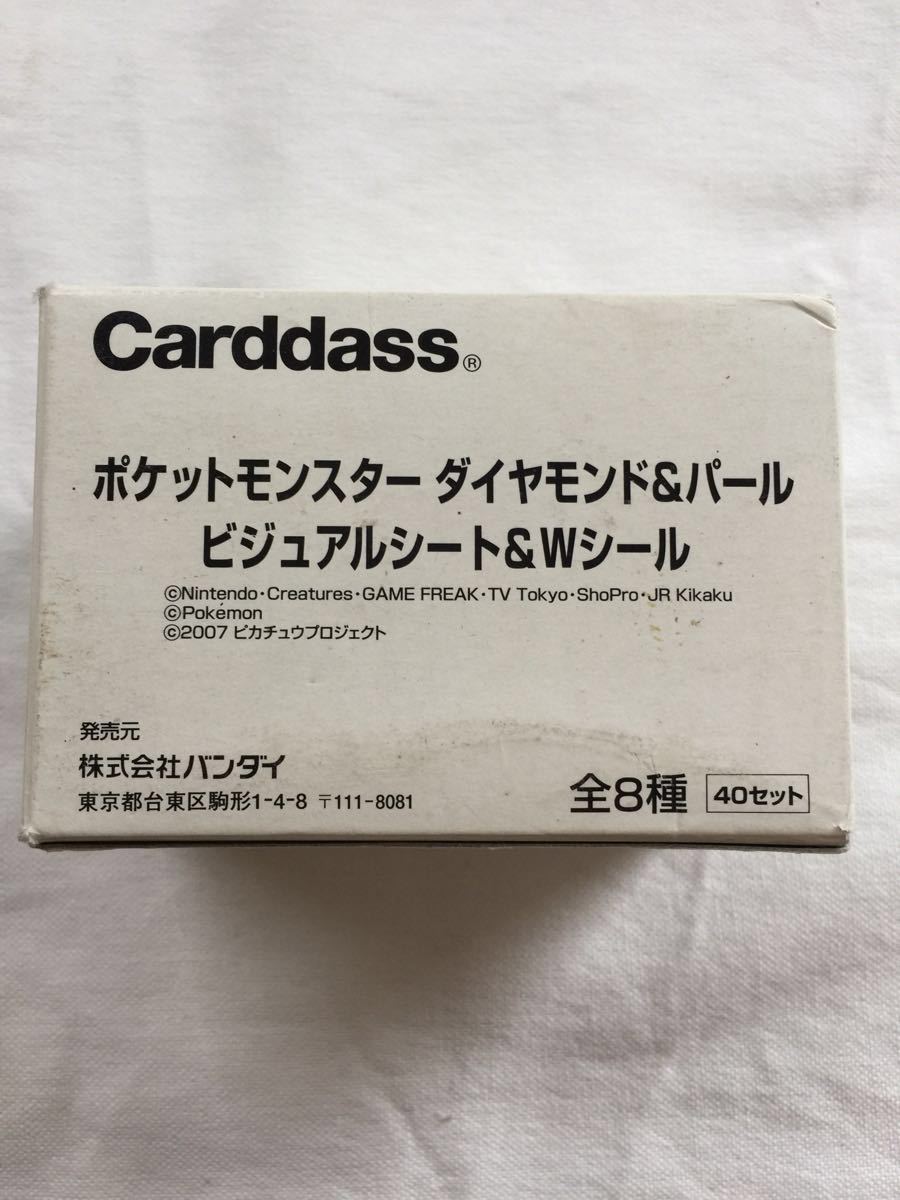 Carddass®
ポケットモンスター ダイヤモンド&パール
ビジュアルシート&Wシール
©Nintendo・Creatures・GAME FREAK・TV Tokyo・ShoPro・JR Kikaku
©Pokémon
©2007 ピカチュウプロジェクト
発売元
株式会社バンダイ
東京都台東区駒形1-4-8 〒111-8081
全8種 40セット